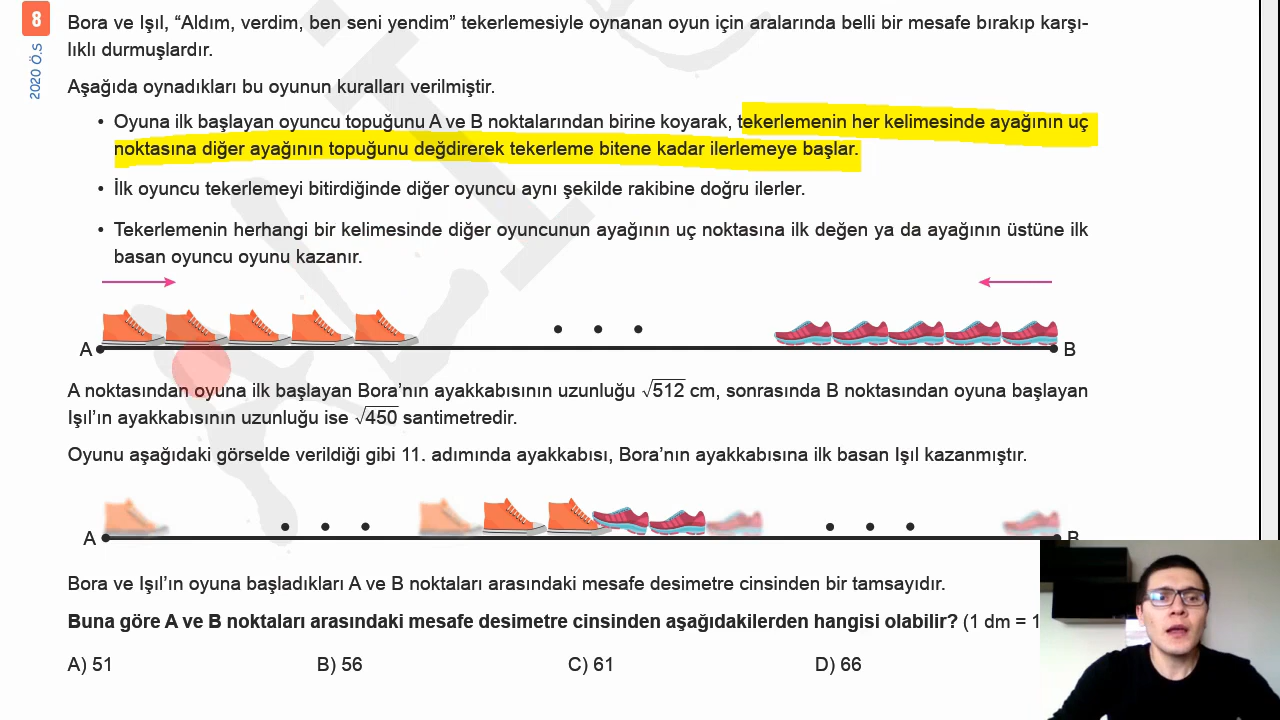 8
2020 Ö.S
Bora ve Işıl, “Aldım, verdim, ben seni yendim” tekerlemesiyle oynanan oyun için aralarında belli bir mesafe bırakıp karşı-
lıklı durmuşlardır.
Aşağıda oynadıkları bu oyunun kuralları verilmiştir.
• Oyuna ilk başlayan oyuncu topuğunu A ve B noktalarından birine koyarak, tekerlemenin her kelimesinde ayağının uç
noktasına diğer ayağının topuğunu değdirerek tekerleme bitene kadar ilerlemeye başlar.
• İlk oyuncu tekerlemeyi bitirdiğinde diğer oyuncu aynı şekilde rakibine doğru ilerler.
• Tekerlemenin herhangi bir kelimesinde diğer oyuncunun ayağının uç noktasına ilk değen ya da ayağının üstüne ilk
basan oyuncu oyunu kazanır.
A B
A noktasından oyuna ilk başlayan Bora’nın ayakkabısının uzunluğu √512 cm, sonrasında B noktasından oyuna başlayan
Işıl’ın ayakkabısının uzunluğu ise √450 santimetredir.
Oyunu aşağıdaki görselde verildiği gibi 11. adımında ayakkabısı, Bora’nın ayakkabısına ilk basan Işıl kazanmıştır.
A B
Bora ve Işıl’ın oyuna başladıkları A ve B noktaları arasındaki mesafe desimetre cinsinden bir tamsayıdır.
Buna göre A ve B noktaları arasındaki mesafe desimetre cinsinden aşağıdakilerden hangisi olabilir? (1 dm = 1
A) 51 B) 56 C) 61 D) 66